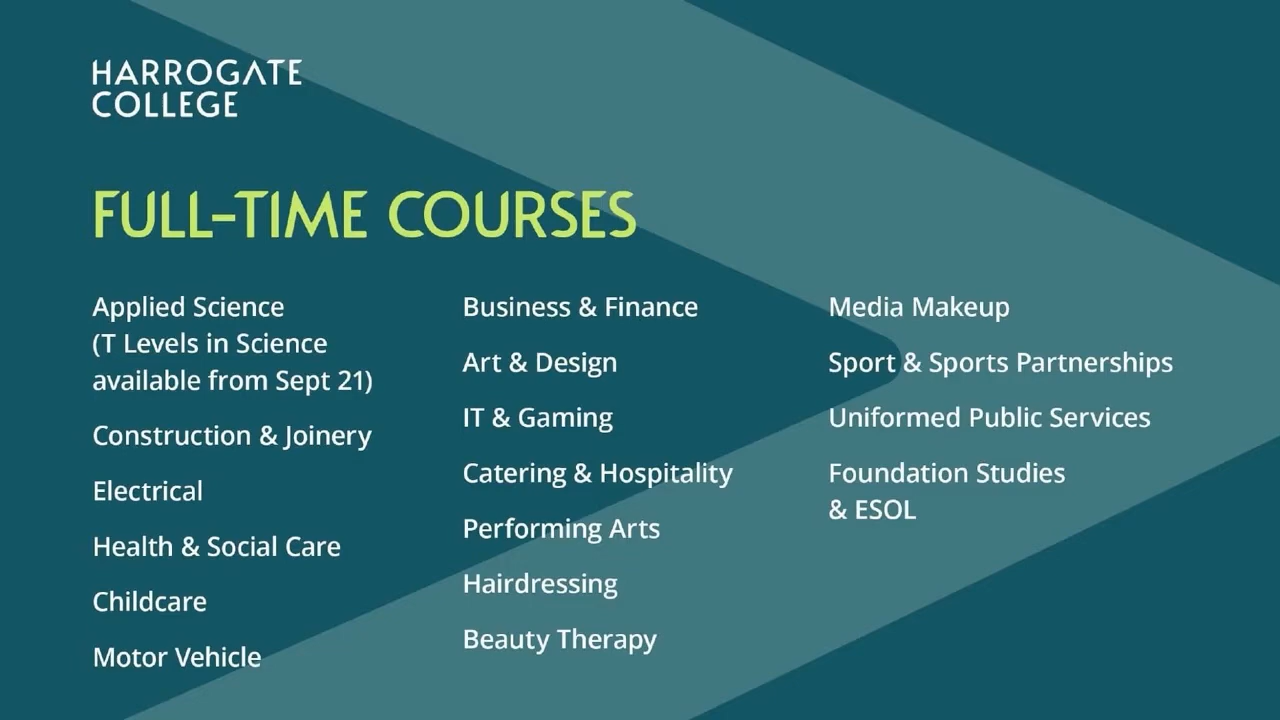 HARROGATE
COLLEGE
FULL-TIME COURSES
Applied Science
(T Levels in Science
available from Sept 21)
Construction & Joinery
Electrical
Health & Social Care
Childcare
Motor Vehicle
Business & Finance
Art & Design
IT & Gaming
Catering & Hospitality
Performing Arts
Hairdressing
Beauty Therapy
Media Makeup
Sport & Sports Partnerships
Uniformed Public Services
Foundation Studies
& ESOL